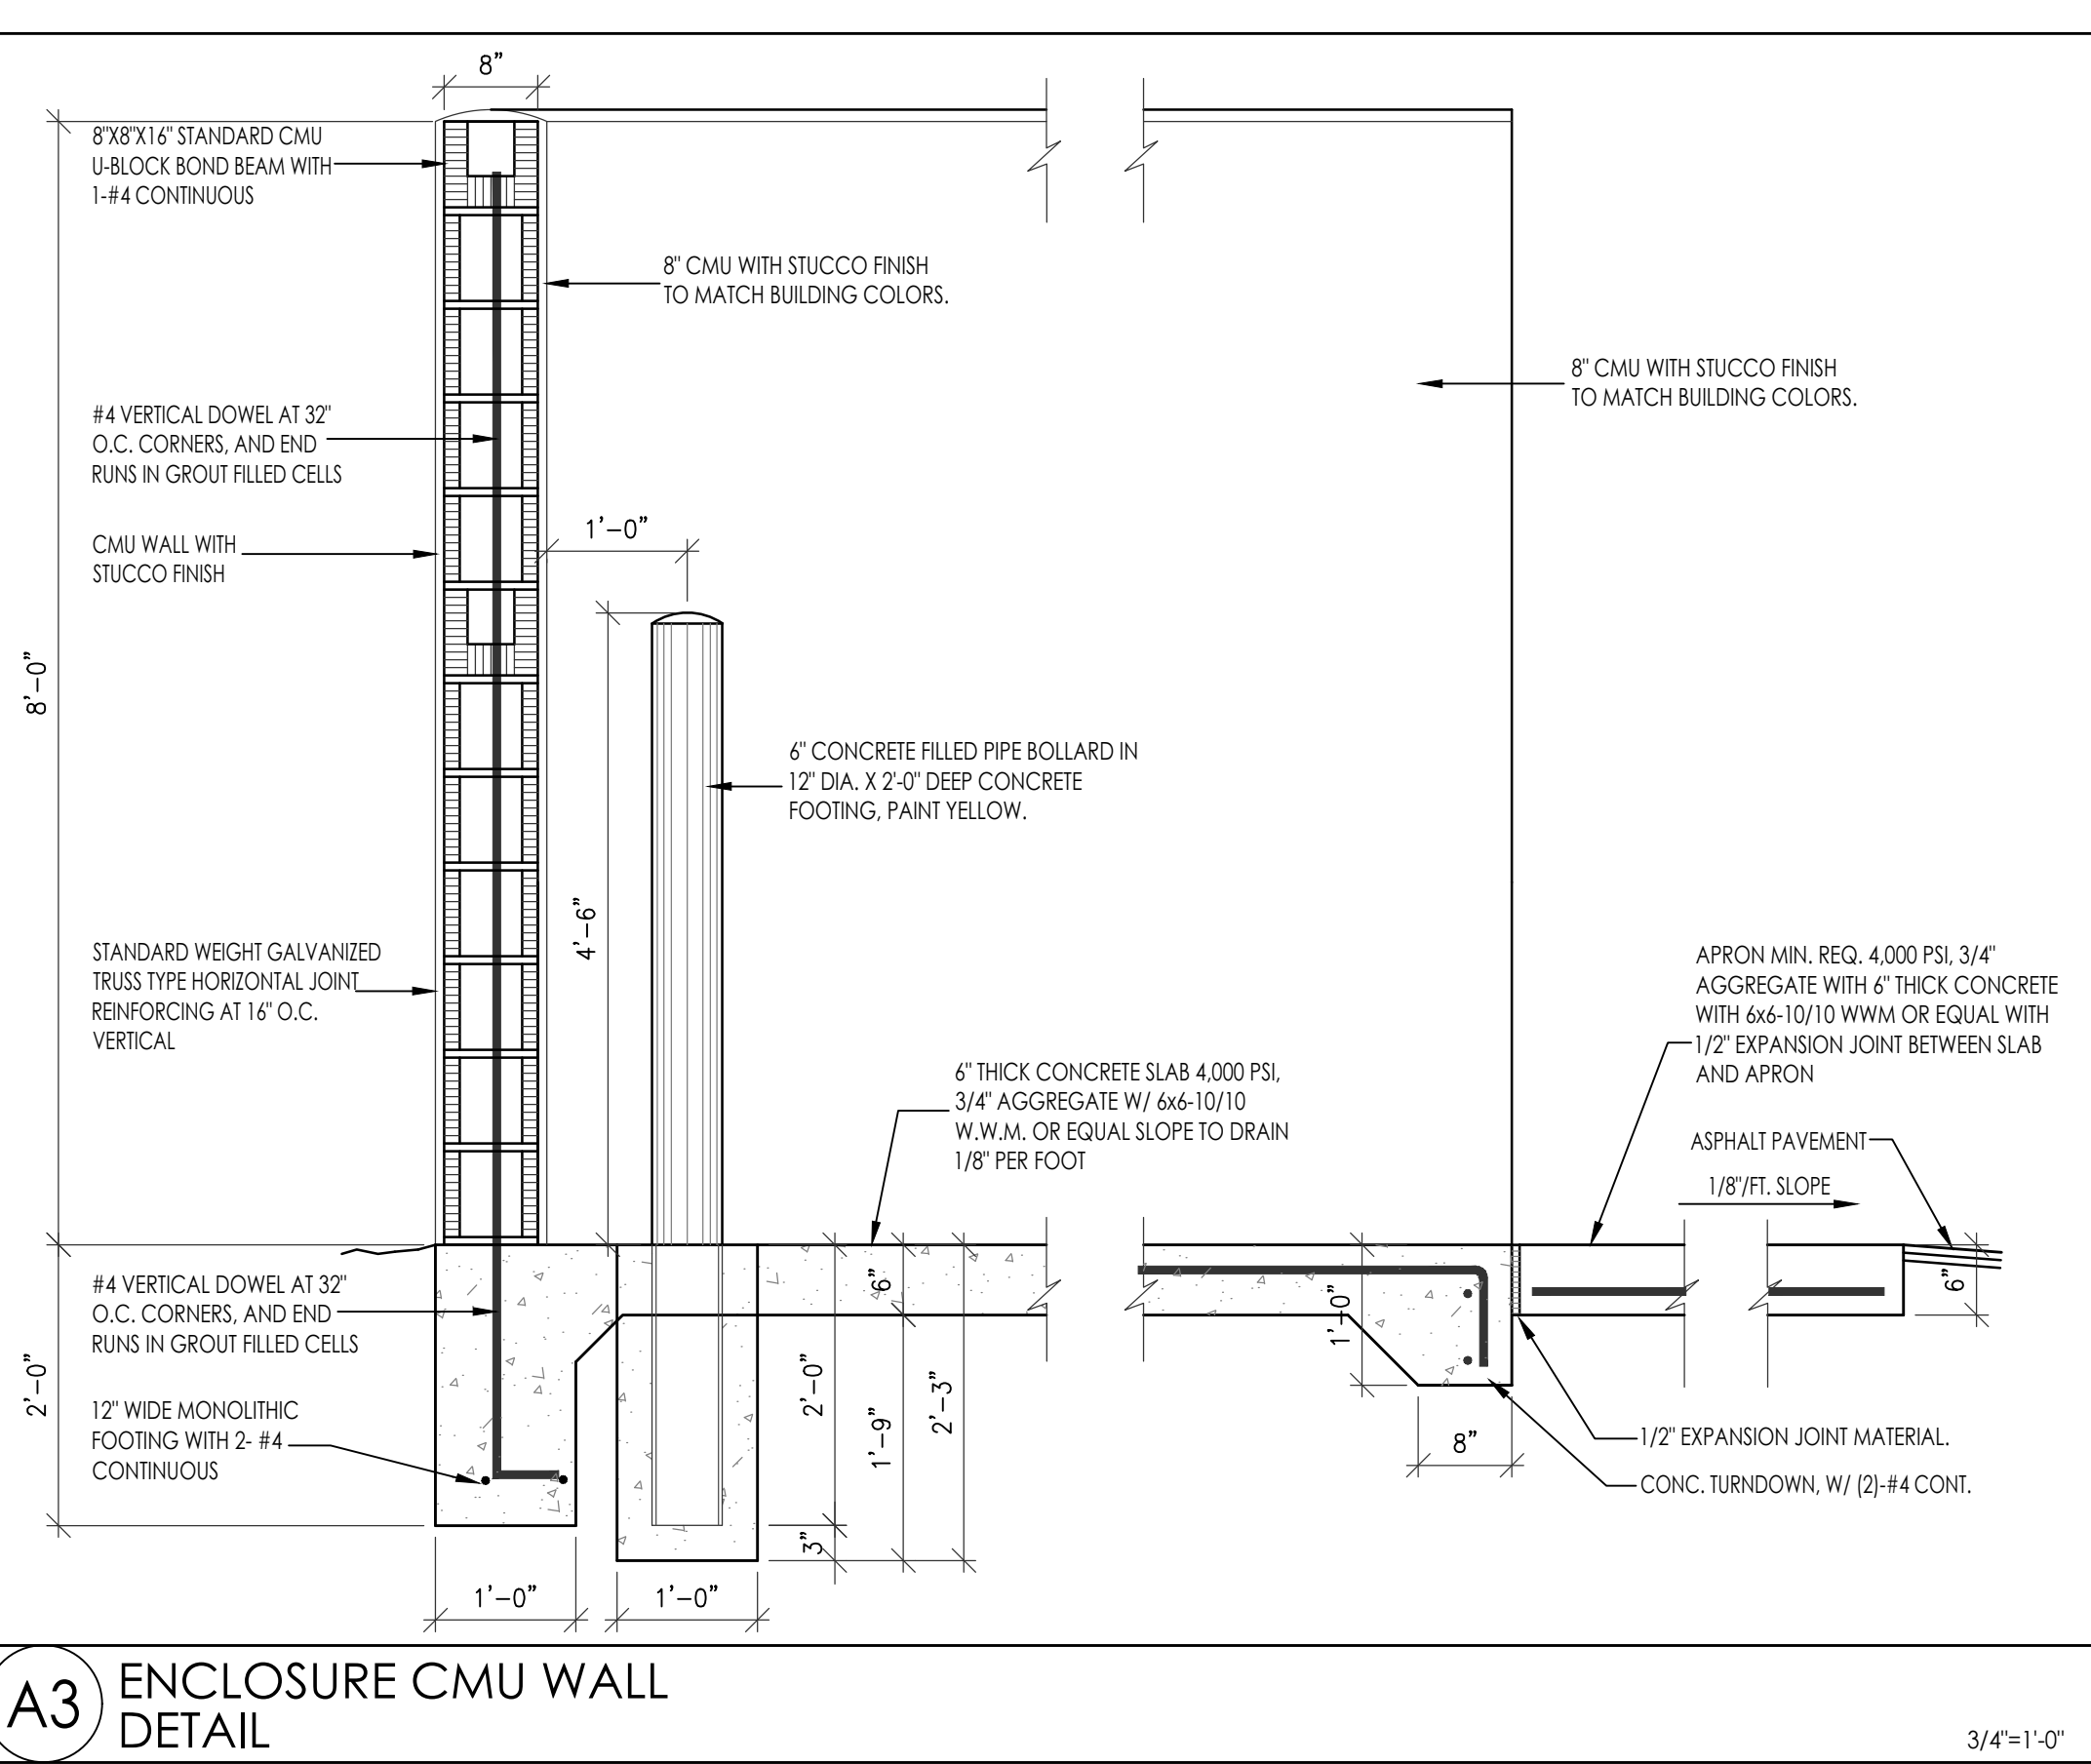 8”
8"X8"X16" STANDARD CMU
U-BLOCK BOND BEAM WITH
1-#4 CONTINUOUS
8" CMU WITH STUCCO FINISH
TO MATCH BUILDING COLORS.
8" CMU WITH STUCCO FINISH
TO MATCH BUILDING COLORS.
#4 VERTICAL DOWEL AT 32"
O.C. CORNERS, AND END
RUNS IN GROUT FILLED CELLS
1’–0”
CMU WALL WITH
STUCCO FINISH
8’–0”
6" CONCRETE FILLED PIPE BOLLARD IN
12" DIA. X 2'-0" DEEP CONCRETE
FOOTING, PAINT YELLOW.
4’–6”
STANDARD WEIGHT GALVANIZED
TRUSS TYPE HORIZONTAL JOINT
REINFORCING AT 16" O.C.
VERTICAL
APRON MIN. REQ. 4,000 PSI, 3/4"
AGGREGATE WITH 6" THICK CONCRETE
WITH 6x6-10/10 WWM OR EQUAL WITH
1/2" EXPANSION JOINT BETWEEN SLAB
AND APRON
6" THICK CONCRETE SLAB 4,000 PSI,
3/4" AGGREGATE W/ 6x6-10/10
W.W.M. OR EQUAL SLOPE TO DRAIN
1/8" PER FOOT
ASPHALT PAVEMENT
1/8"/FT. SLOPE
#4 VERTICAL DOWEL AT 32"
O.C. CORNERS, AND END
RUNS IN GROUT FILLED CELLS
6”
1’–0”
6”
2’–0”
12" WIDE MONOLITHIC
FOOTING WITH 2- #4
CONTINUOUS
2’–0”
1’–9”
2’–3”
3”
8”
1/2" EXPANSION JOINT MATERIAL.
CONC. TURNDOWN, W/ (2)-#4 CONT.
1’–0”
1’–0”
A3
ENCLOSURE CMU WALL
DETAIL
3/4"=1'-0"